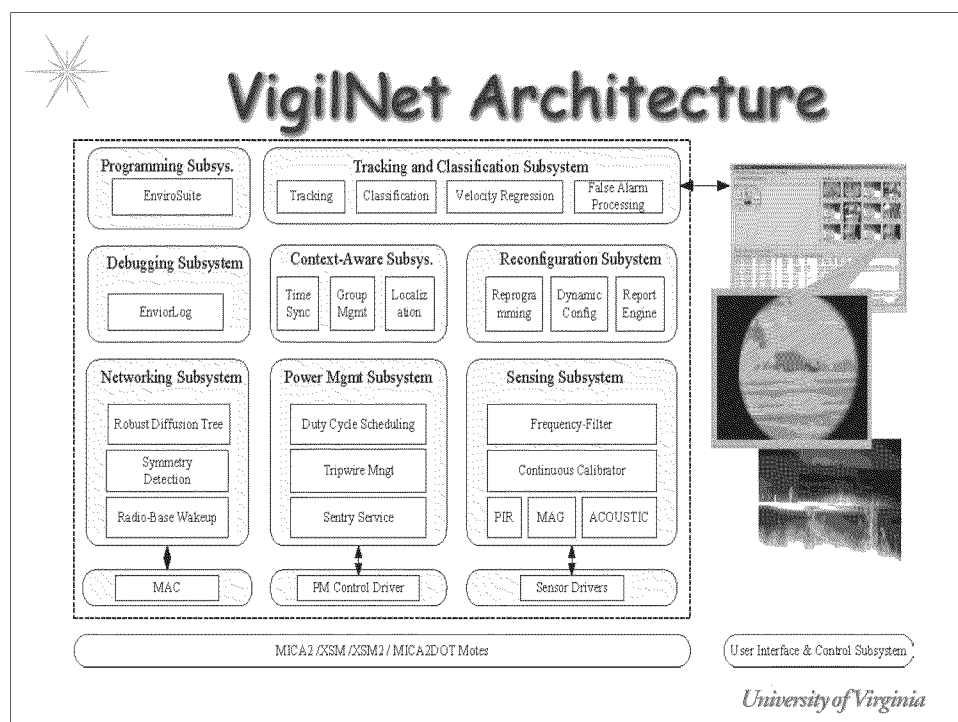 VigilNet Architecture
Programming Subsys.
EnviroSuite
Tracking and Classification Subsystem
Tracking
Classification
Velocity Regression
False Alarm
Processing
Debugging Subsystem
EnviorLog
Context-Aware Subsys.
Time
Sync
Group
Mgmt
Localiz
ation
Reconfiguration Subystem
Reprogra
mming
Dynamic
Config
Report
Engine
Networking Subsystem
Robust Diffusion Tree
Symmetry
Detection
Radio-Base Wakeup
Power Mgmt Subsystem
Duty Cycle Scheduling
Tripwire Mngt
Sentry Service
Sensing Subsystem
Frequency-Filter
Continuous Calibrator
PIR
MAG
ACOUSTIC
MAC
PM Control Driver
Sensor Drivers
MICA2 /XSM /XSM2 / MICA2DOT Motes
User Interface & Control Subsystem
University of Virginia